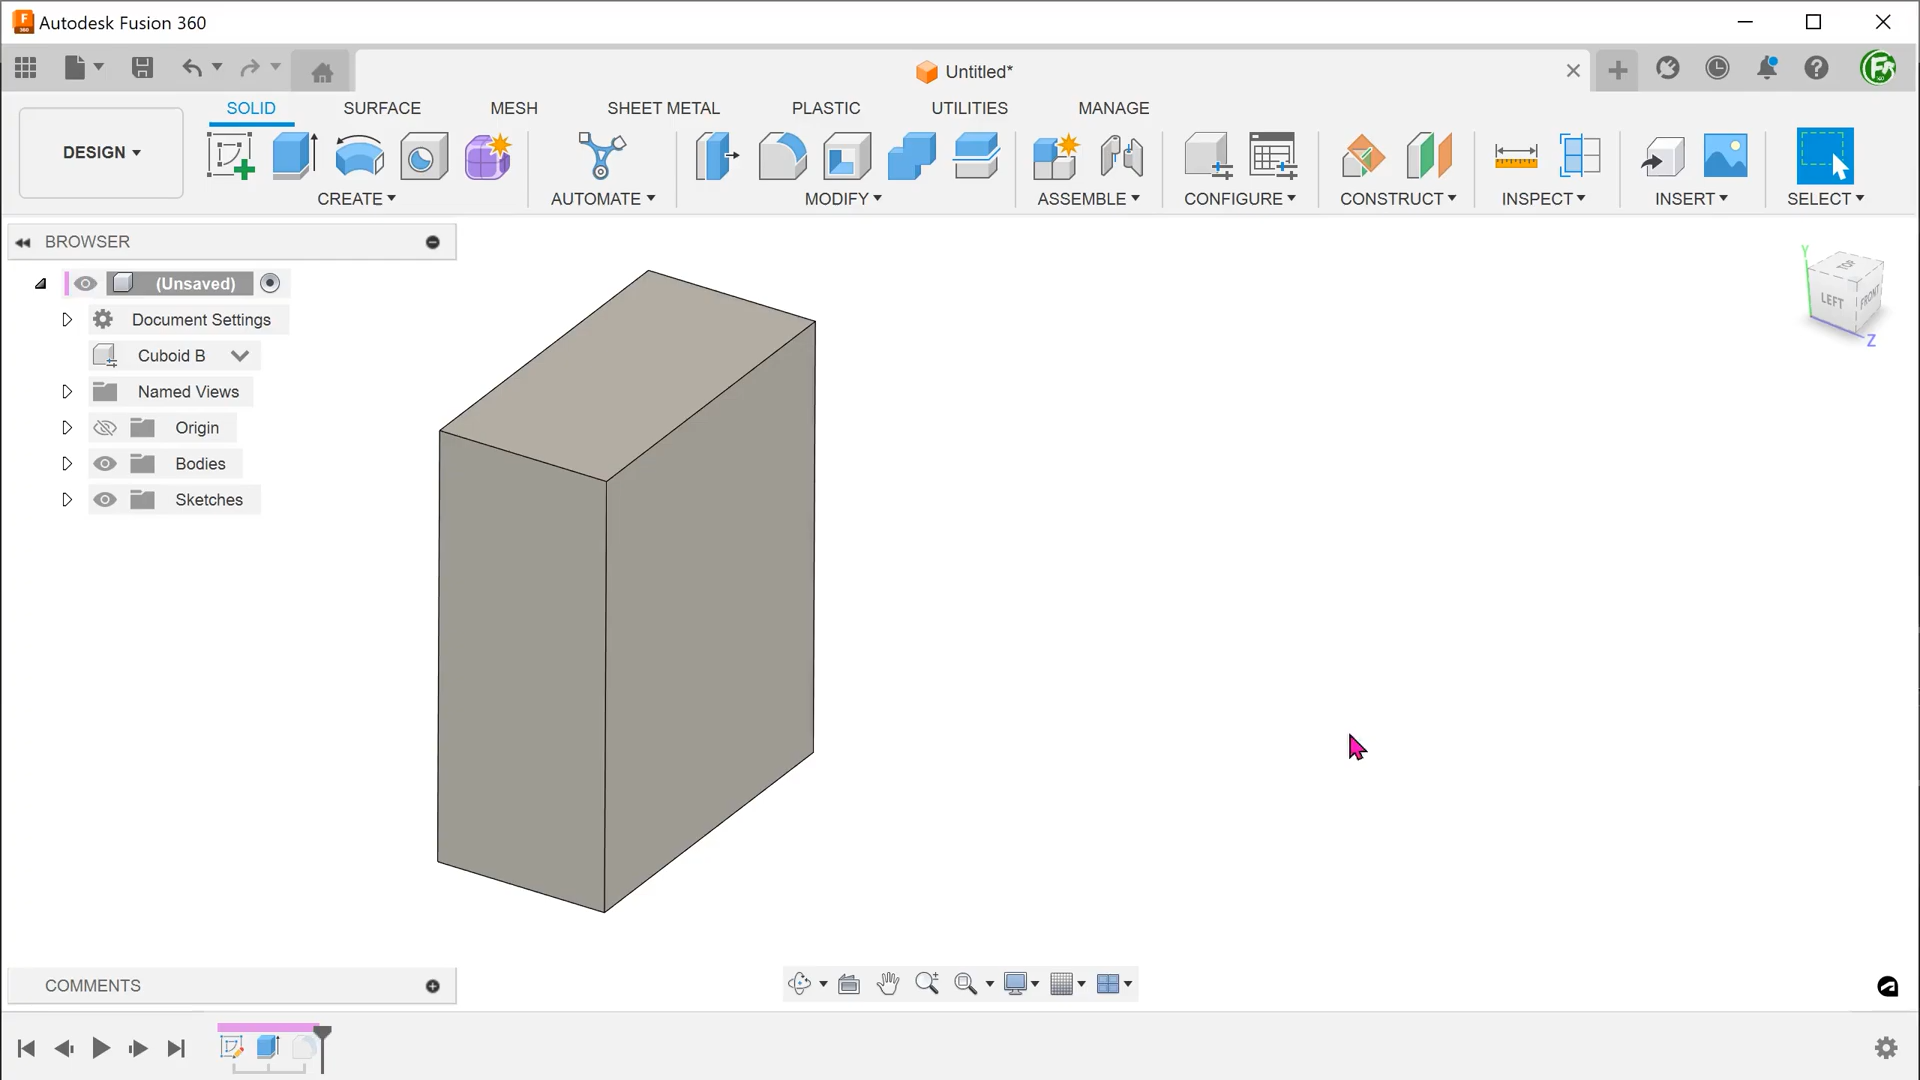 Autodesk Fusion 360
Untitled*
SOLID
SURFACE
MESH
SHEET METAL
PLASTIC
UTILITIES
MANAGE
DESIGN
CREATE
AUTOMATE
MODIFY
ASSEMBLE
CONFIGURE
CONSTRUCT
INSPECT
INSERT
SELECT
BROWSER
(Unsaved)
Document Settings
Cuboid B
Named Views
Origin
Bodies
Sketches
Y
TOP
LEFT
FRONT
Z
COMMENTS